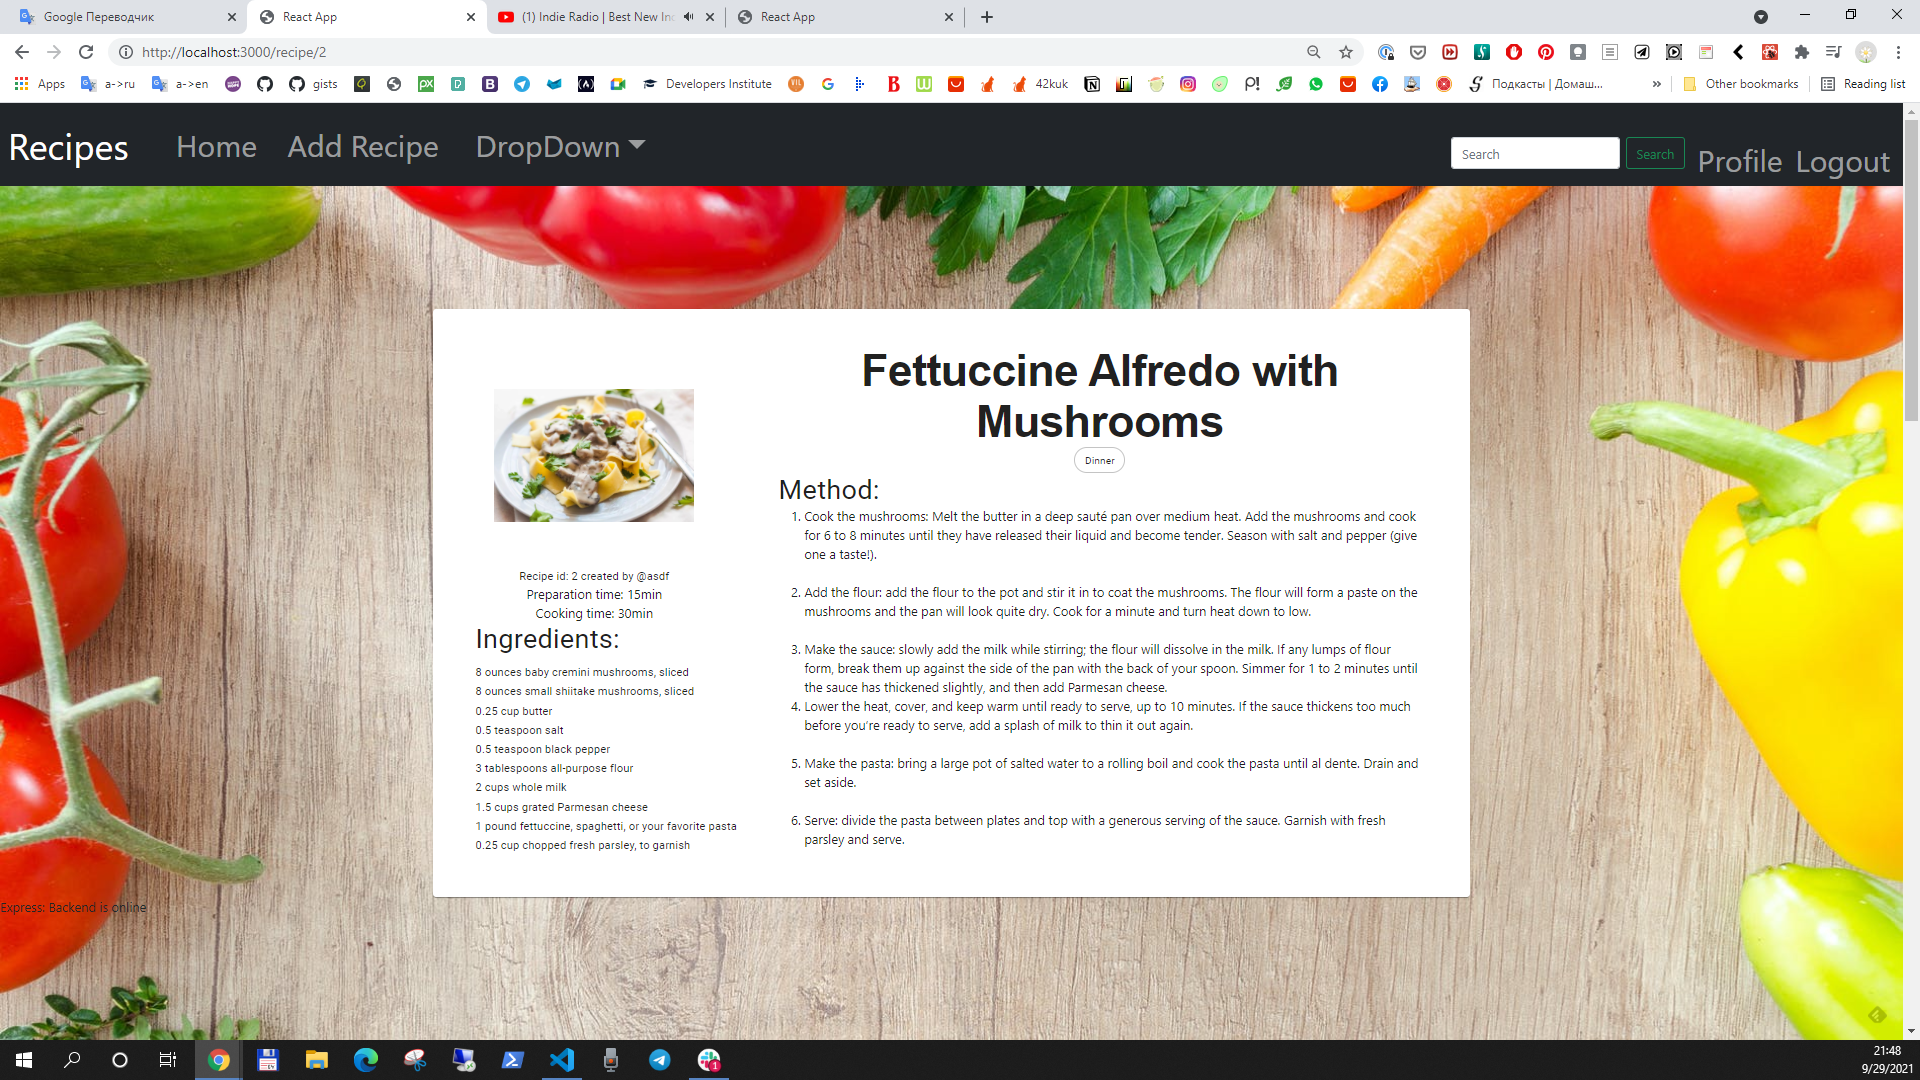 Google Переводчик
React App
(1) Indie Radio | Best New Ind
React App
http://localhost:3000/recipe/2
Apps
a->ru
a->en
gists
Developers Institute
42kuk
Подкасты | Домаш...
»
Other bookmarks
Reading list
Recipes
Home
Add Recipe
DropDown
Search
Search
Profile
Logout
Fettuccine Alfredo with
Mushrooms
Dinner
Recipe id: 2 created by @asdf
Preparation time: 15min
Cooking time: 30min
Ingredients:
8 ounces baby cremini mushrooms, sliced
8 ounces small shiitake mushrooms, sliced
0.25 cup butter
0.5 teaspoon salt
0.5 teaspoon black pepper
3 tablespoons all-purpose flour
2 cups whole milk
1.5 cups grated Parmesan cheese
1 pound fettuccine, spaghetti, or your favorite pasta
0.25 cup chopped fresh parsley, to garnish
Method:
1. Cook the mushrooms: Melt the butter in a deep sauté pan over medium heat. Add the mushrooms and cook
for 6 to 8 minutes until they have released their liquid and become tender. Season with salt and pepper (give
one a taste!).
2. Add the flour: add the flour to the pot and stir it in to coat the mushrooms. The flour will form a paste on the
mushrooms and the pan will look quite dry. Cook for a minute and turn heat down to low.
3. Make the sauce: slowly add the milk while stirring; the flour will dissolve in the milk. If any lumps of flour
form, break them up against the side of the pan with the back of your spoon. Simmer for 1 to 2 minutes until
the sauce has thickened slightly, and then add Parmesan cheese.
4. Lower the heat, cover, and keep warm until ready to serve, up to 10 minutes. If the sauce thickens too much
before you’re ready to serve, add a splash of milk to thin it out again.
5. Make the pasta: bring a large pot of salted water to a rolling boil and cook the pasta until al dente. Drain and
set aside.
6. Serve: divide the pasta between plates and top with a generous serving of the sauce. Garnish with fresh
parsley and serve.
Express: Backend is online
21:48
9/29/2021